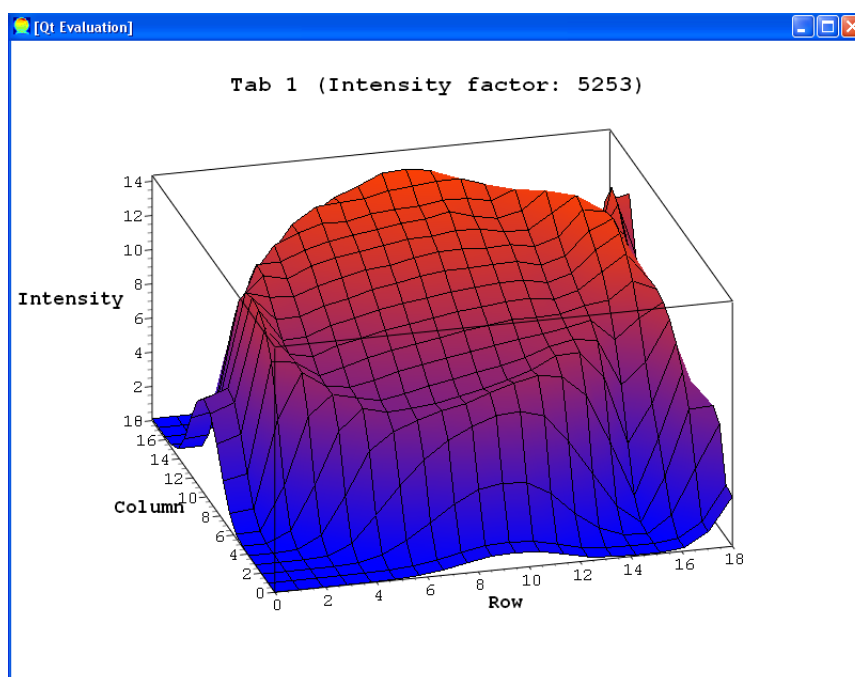 [Qt Evaluation]
Tab 1 (Intensity factor: 5253)
14
12
10
Intensity
8
6
4
2
18
16
14
12
10
Column
8
6
4
2
0
0 2 4 6 8 10 12 14 16 18
Row